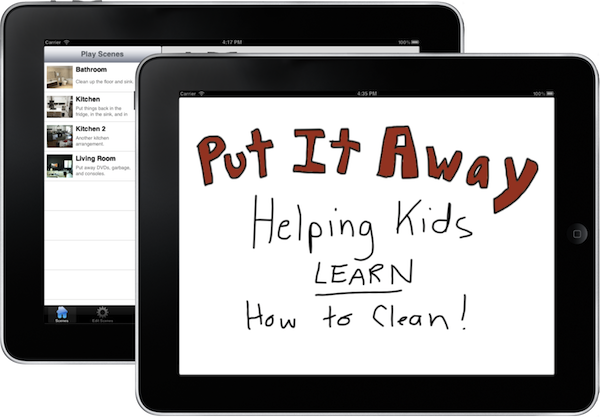 Carrier 4:17 PM 100%
Play Scenes
Bathroom
Clean up the floor and sink
Kitchen
Put things back in the
fridge, in the sink, and in
Kitchen 2
Another kitchen
arrangement.
Living Room
Put away DVDs, garbage,
and consoles.
Scenes Edit Scenes
Carrier 4:35 PM 100%
Put It Away
Helping Kids
LEARN
How to Clean!